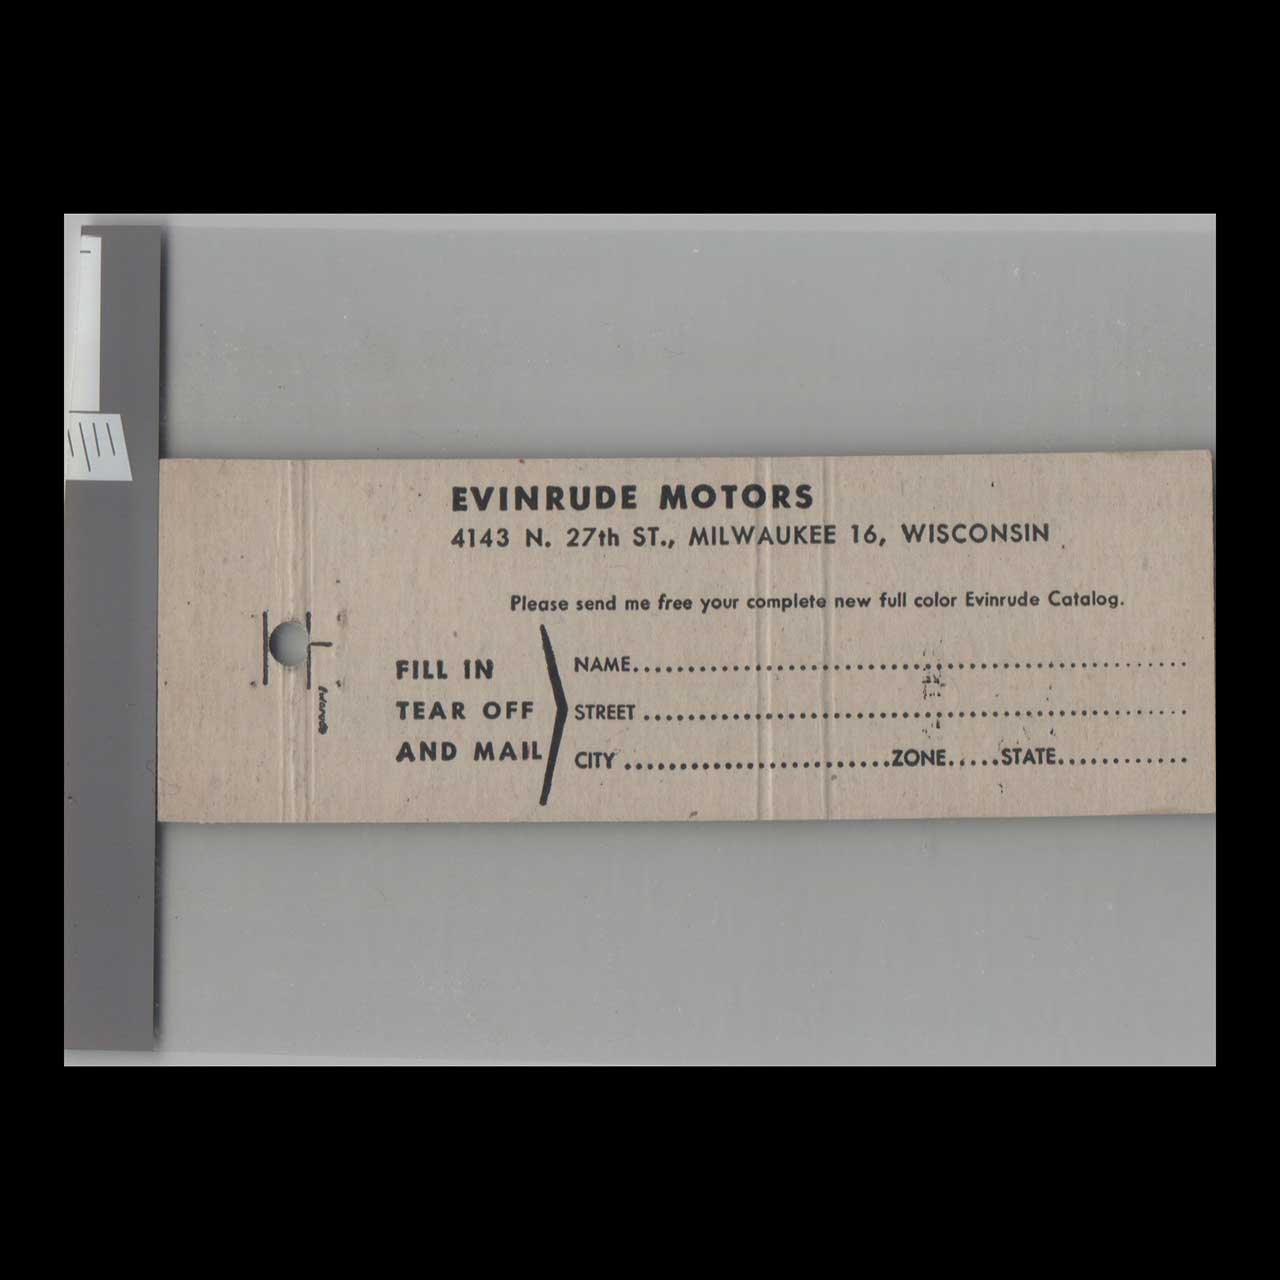 EVINRUDE MOTORS
4143 N. 27th ST., MILWAUKEE 16, WISCONSIN
Please send me free your complete new full color Evinrude Catalog.
FILL IN
TEAR OFF
AND MAIL
NAME
STREET
CITY ZONE STATE